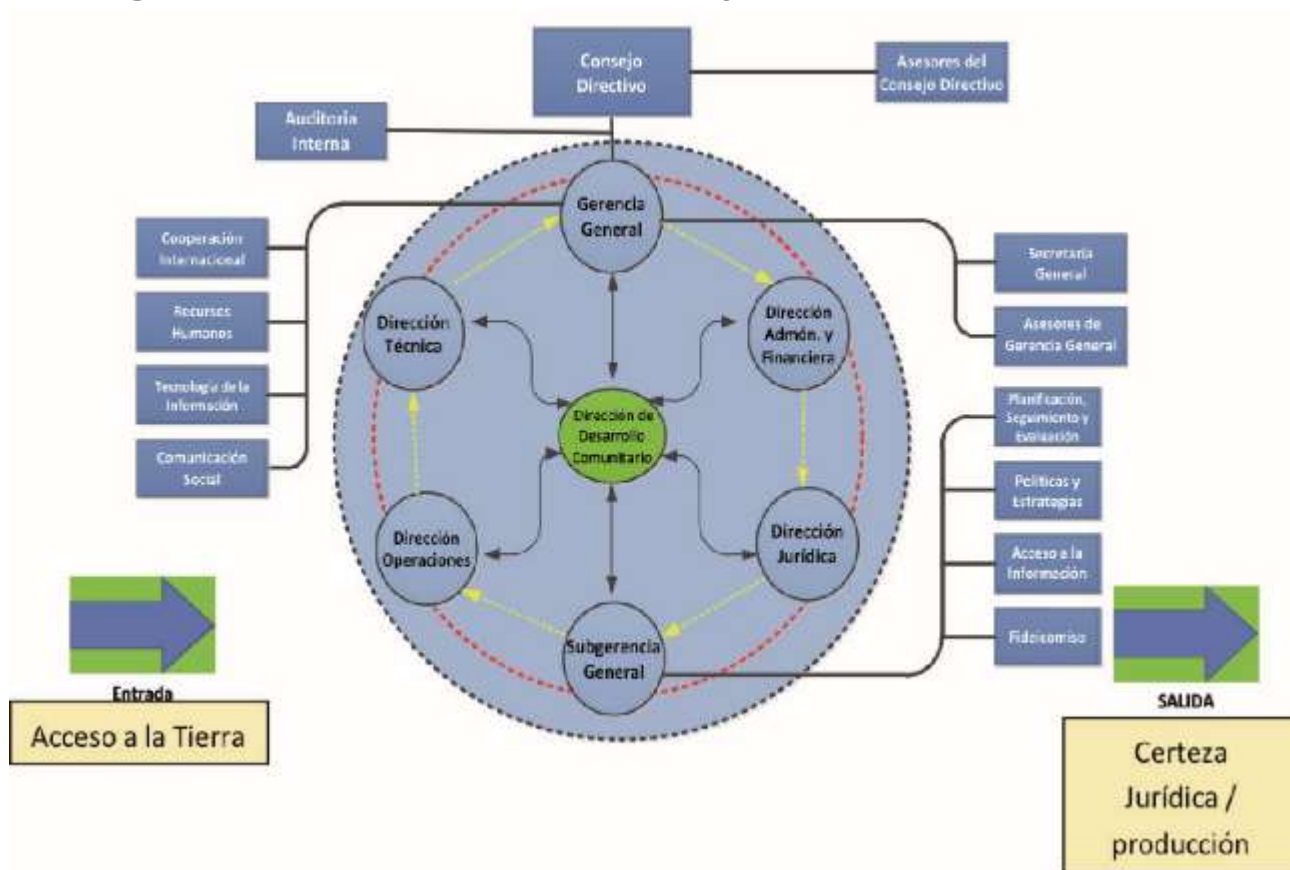 Consejo
Directivo
Asesores del
Consejo Directivo
Auditoria
Interna
Gerencia
General
Cooperación
Internacional
Recursos
Humanos
Tecnología de la
Información
Comunicación
Social
Secretaría
General
Asesores de
Gerencia General
Dirección
Técnica
Dirección
Admón. y
Financiera
Dirección de
Desarrollo
Comunitario
Planificación,
Seguimiento y
Evaluación
Políticas y
Estrategias
Acceso a la
Información
Fideicomiso
Dirección
Operaciones
Dirección
Jurídica
Subgerencia
General
Entrada
Acceso a la Tierra
SALIDA
Certeza
Jurídica /
producción